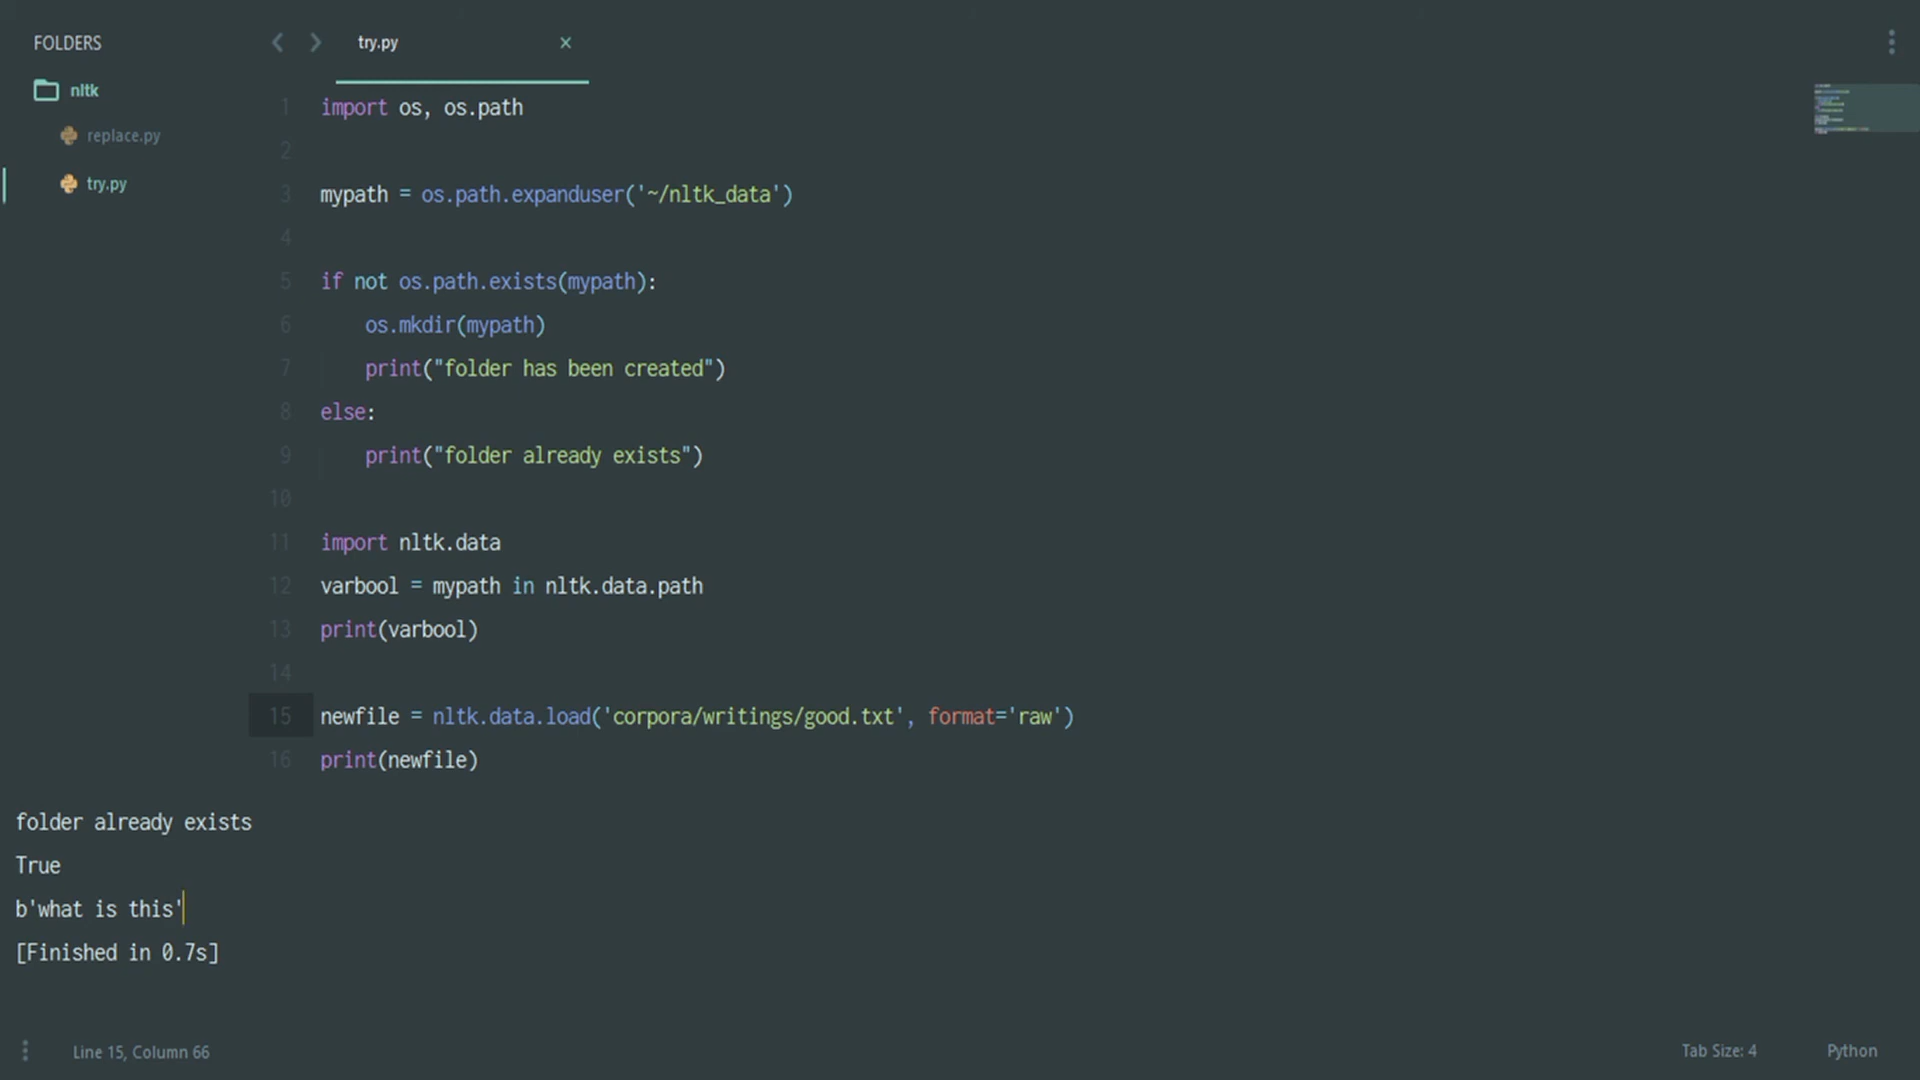 FOLDERS
nltk
replace.py
try.py
try.py
1 import os, os.path
2
3 mypath = os.path.expanduser('~/nltk_data')
4
5 if not os.path.exists(mypath):
6     os.mkdir(mypath)
7     print("folder has been created")
8 else:
9     print("folder already exists")
10
11 import nltk.data
12 varbool = mypath in nltk.data.path
13 print(varbool)
14
15 newfile = nltk.data.load('corpora/writings/good.txt', format='raw')
16 print(newfile)
folder already exists
True
b'what is this'
[Finished in 0.7s]
Line 15, Column 66
Tab Size: 4
Python